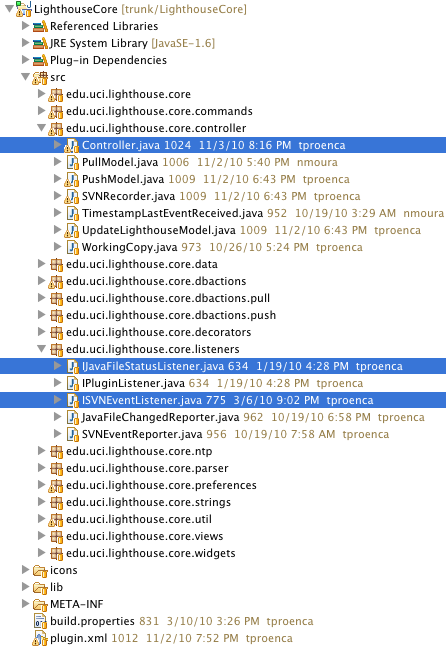 LighthouseCore [trunk/LighthouseCore]
Referenced Libraries
JRE System Library [JavaSE-1.6]
Plug-in Dependencies
src
edu.uci.lighthouse.core
edu.uci.lighthouse.core.commands
edu.uci.lighthouse.core.controller
Controller.java 1024 11/3/10 8:16 PM tproenca
PullModel.java 1006 11/2/10 5:40 PM nmoura
PushModel.java 1009 11/2/10 6:43 PM tproenca
SVNRecorder.java 1009 11/2/10 6:43 PM tproenca
TimestampLastEventReceived.java 952 10/19/10 3:29 AM nmoura
UpdateLighthouseModel.java 1009 11/2/10 6:43 PM tproenca
WorkingCopy.java 973 10/26/10 5:24 PM tproenca
edu.uci.lighthouse.core.data
edu.uci.lighthouse.core.dbactions
edu.uci.lighthouse.core.dbactions.pull
edu.uci.lighthouse.core.dbactions.push
edu.uci.lighthouse.core.decorators
edu.uci.lighthouse.core.listeners
IJavaFileStatusListener.java 634 1/19/10 4:28 PM tproenca
IPluginListener.java 634 1/19/10 4:28 PM tproenca
ISVNEventListener.java 775 3/6/10 9:02 PM tproenca
JavaFileChangedReporter.java 962 10/19/10 6:58 PM tproenca
SVNEventReporter.java 956 10/19/10 7:58 AM tproenca
edu.uci.lighthouse.core.ntp
edu.uci.lighthouse.core.parser
edu.uci.lighthouse.core.preferences
edu.uci.lighthouse.core.strings
edu.uci.lighthouse.core.util
edu.uci.lighthouse.core.views
edu.uci.lighthouse.core.widgets
icons
lib
META-INF
build.properties 831 3/10/10 3:26 PM tproenca
plugin.xml 1012 11/2/10 7:52 PM tproenca